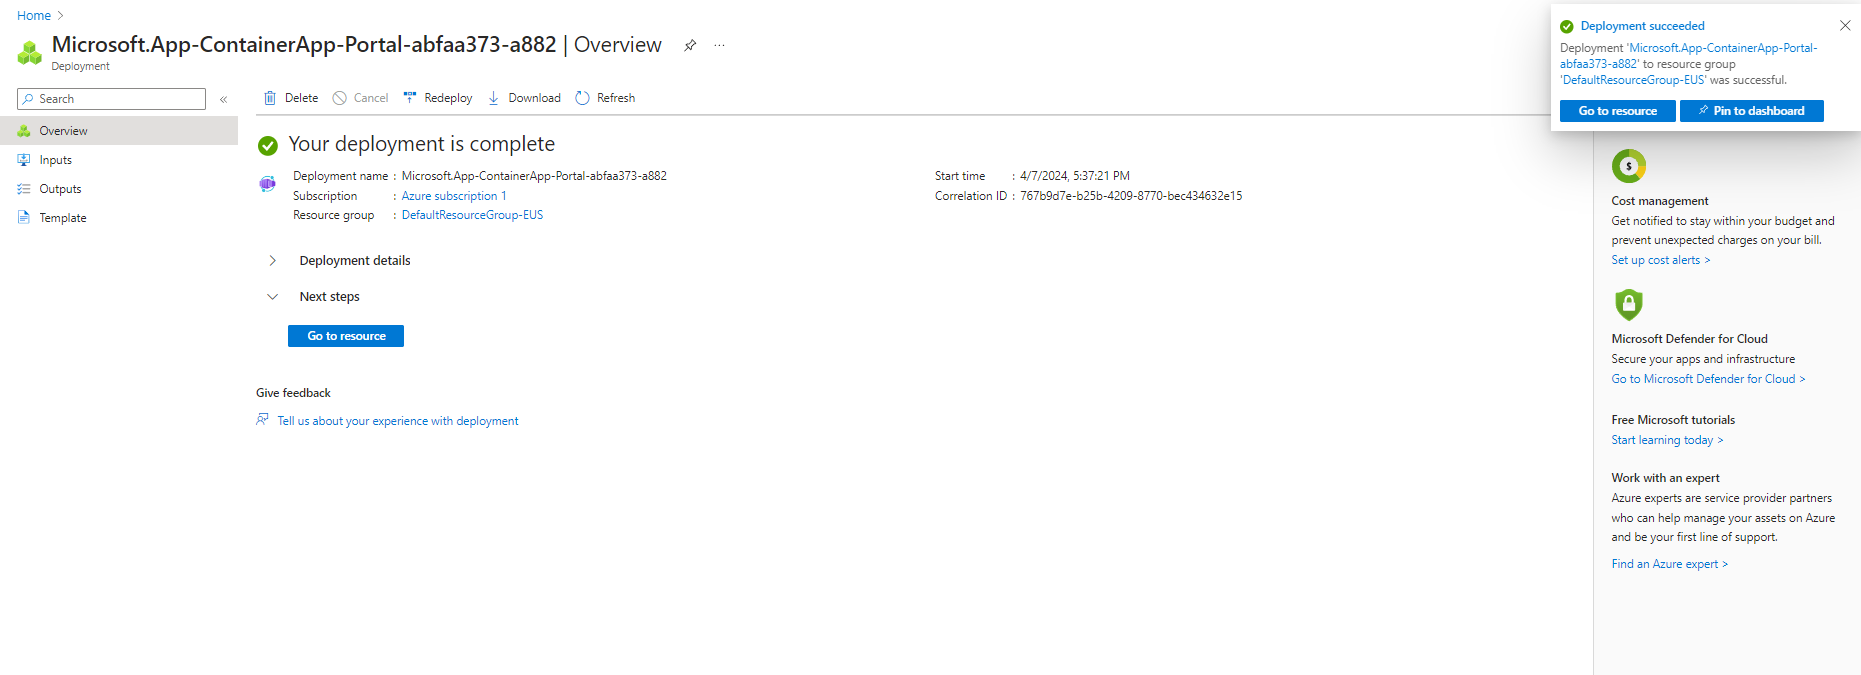 Home
Microsoft.App-ContainerApp-Portal-abfaa373-a882 | Overview
Deployment
Search
Overview
Inputs
Outputs
Template
Delete Cancel Redeploy Download Refresh
Your deployment is complete
Deployment name : Microsoft.App-ContainerApp-Portal-abfaa373-a882
Subscription : Azure subscription 1
Resource group : DefaultResourceGroup-EUS
Start time : 4/7/2024, 5:37:21 PM
Correlation ID : 767b9d7e-b25b-4209-8770-bec434632e15
Deployment details
Next steps
Go to resource
Give feedback
Tell us about your experience with deployment
Deployment succeeded
Deployment 'Microsoft.App-ContainerApp-Portal-
abfaa373-a882' to resource group
'DefaultResourceGroup-EUS' was successful.
Go to resource Pin to dashboard
$
Cost management
Get notified to stay within your budget and
prevent unexpected charges on your bill.
Set up cost alerts >
Microsoft Defender for Cloud
Secure your apps and infrastructure
Go to Microsoft Defender for Cloud >
Free Microsoft tutorials
Start learning today >
Work with an expert
Azure experts are service provider partners
who can help manage your assets on Azure
and be your first line of support.
Find an Azure expert >